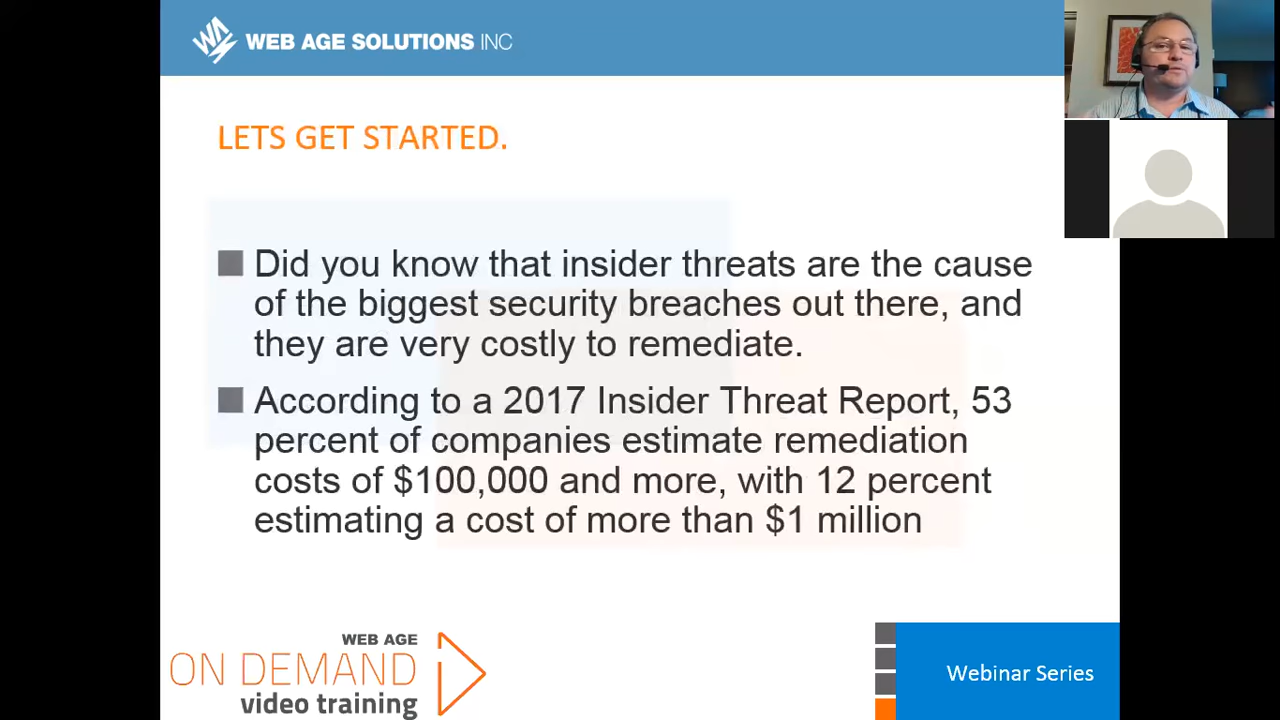 WEB AGE SOLUTIONS INC
LETS GET STARTED.
Did you know that insider threats are the cause
of the biggest security breaches out there, and
they are very costly to remediate.
According to a 2017 Insider Threat Report, 53
percent of companies estimate remediation
costs of $100,000 and more, with 12 percent
estimating a cost of more than $1 million
WEB AGE
ON DEMAND
video training
Webinar Series